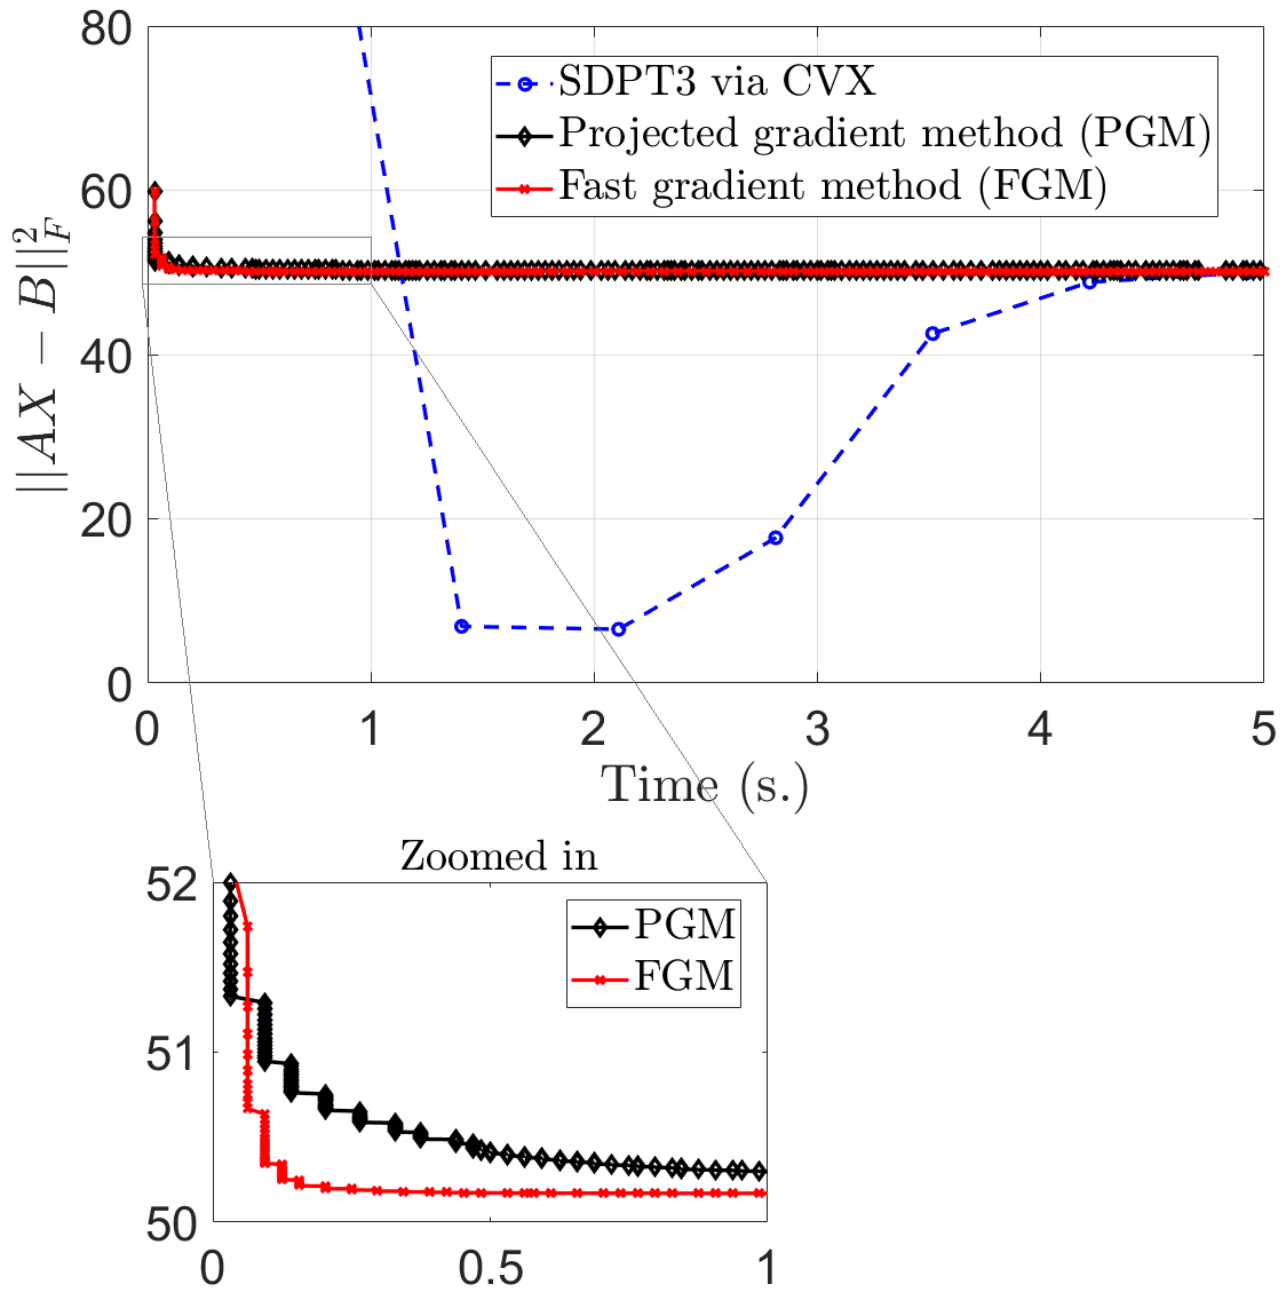 80
SDPT3 via CVX
Projected gradient method (PGM)
Fast gradient method (FGM)
60
||AX − B||²_F
40
20
0
0 1 2 3 4 5
Time (s.)
Zoomed in
52
PGM
FGM
51
50
0 0.5 1